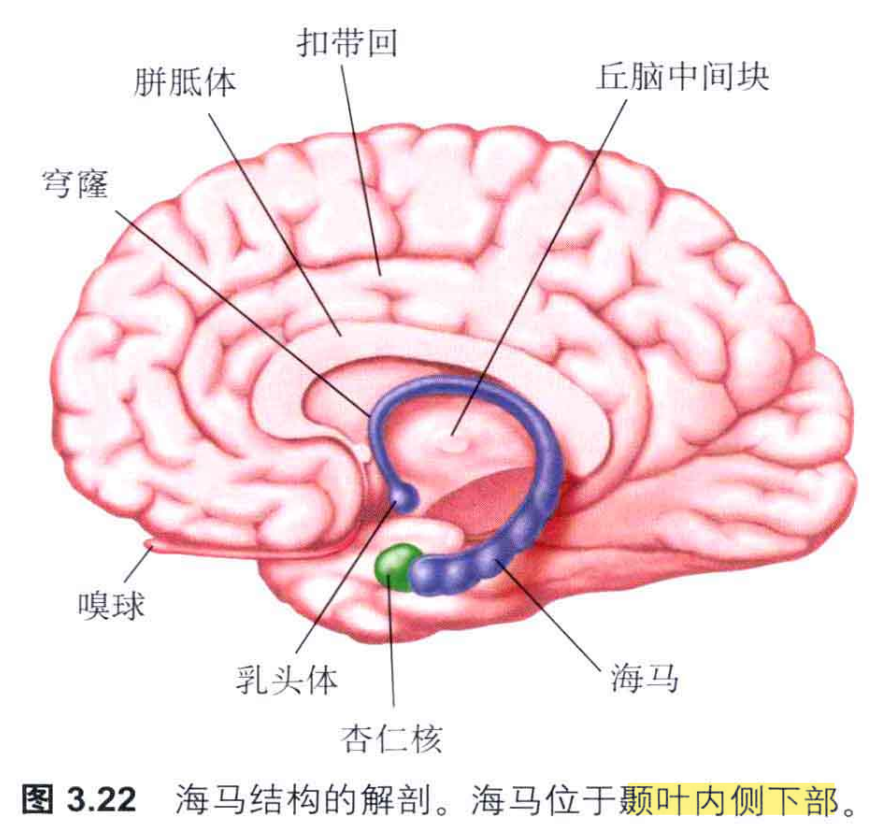 扣带回
胼胝体
丘脑中间块
穹窿
嗅球
乳头体
海马
杏仁核
图 3.22 海马结构的解剖。海马位于颞叶内侧下部。